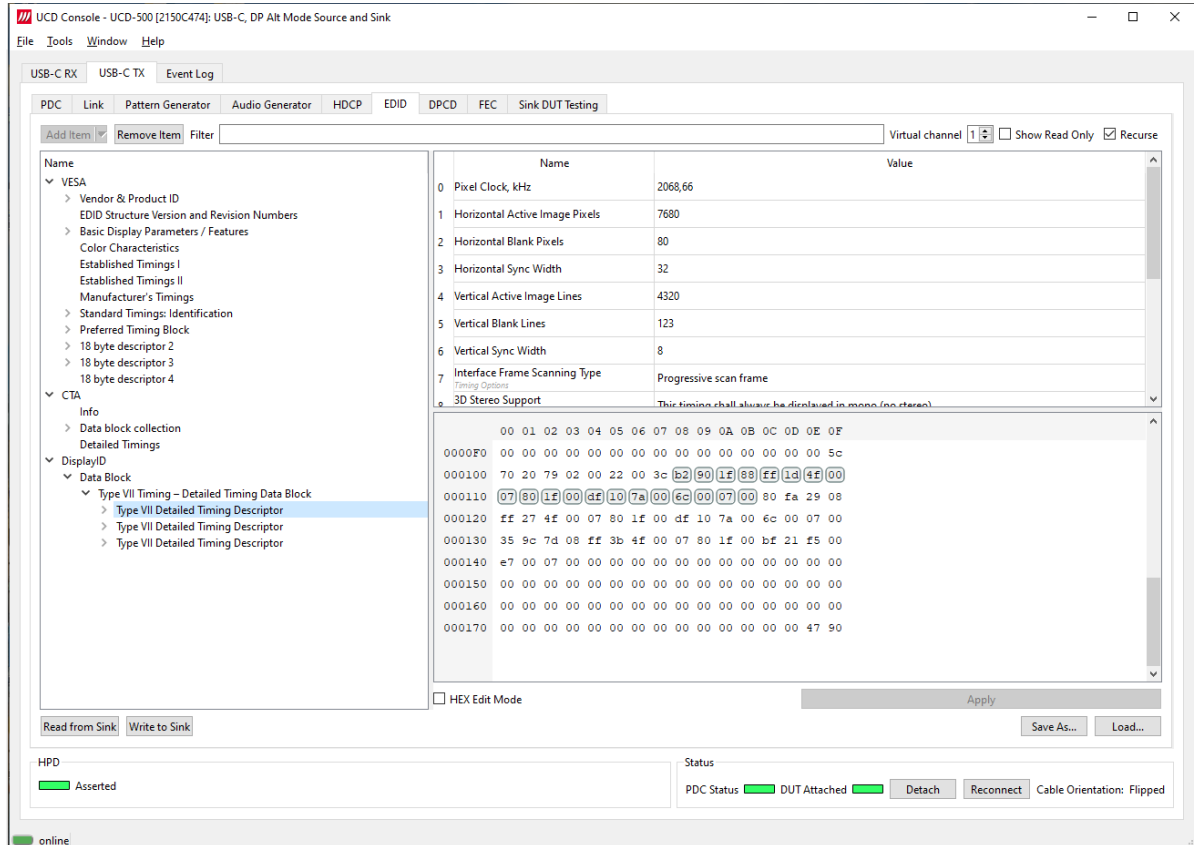 UCD Console - UCD-500 [2150C474]: USB-C, DP Alt Mode Source and Sink
File Tools Window Help
USB-C RX USB-C TX Event Log
PDC Link Pattern Generator Audio Generator HDCP EDID DPCD FEC Sink DUT Testing
Add Item Remove Item Filter Virtual channel 1 Show Read Only Recurse
Name
VESA
Vendor & Product ID
EDID Structure Version and Revision Numbers
Basic Display Parameters / Features
Color Characteristics
Established Timings I
Established Timings II
Manufacturer's Timings
Standard Timings: Identification
Preferred Timing Block
18 byte descriptor 2
18 byte descriptor 3
18 byte descriptor 4
CTA
Info
Data block collection
Detailed Timings
DisplayID
Data Block
Type VII Timing – Detailed Timing Data Block
Type VII Detailed Timing Descriptor
Type VII Detailed Timing Descriptor
Type VII Detailed Timing Descriptor
Name Value
0 Pixel Clock, kHz 2068,66
1 Horizontal Active Image Pixels 7680
2 Horizontal Blank Pixels 80
3 Horizontal Sync Width 32
4 Vertical Active Image Lines 4320
5 Vertical Blank Lines 123
6 Vertical Sync Width 8
7 Interface Frame Scanning Type Progressive scan frame
Timing Options
8 3D Stereo Support This timing shall always be displayed in mono (no stereo)
00 01 02 03 04 05 06 07 08 09 0A 0B 0C 0D 0E 0F
0000F0 00 00 00 00 00 00 00 00 00 00 00 00 00 00 00 5c
000100 70 20 79 02 00 22 00 3c b2 90 1f 88 ff 1d 4f 00
000110 07 80 1f 00 df 10 7a 00 6c 00 07 00 80 fa 29 08
000120 ff 27 4f 00 07 80 1f 00 df 10 7a 00 6c 00 07 00
000130 35 9c 7d 08 ff 3b 4f 00 07 80 1f 00 bf 21 f5 00
000140 e7 00 07 00 00 00 00 00 00 00 00 00 00 00 00 00
000150 00 00 00 00 00 00 00 00 00 00 00 00 00 00 00 00
000160 00 00 00 00 00 00 00 00 00 00 00 00 00 00 00 00
000170 00 00 00 00 00 00 00 00 00 00 00 00 00 00 47 90
HEX Edit Mode Apply
Read from Sink Write to Sink Save As... Load...
HPD
Asserted
Status
PDC Status DUT Attached Detach Reconnect Cable Orientation: Flipped
online